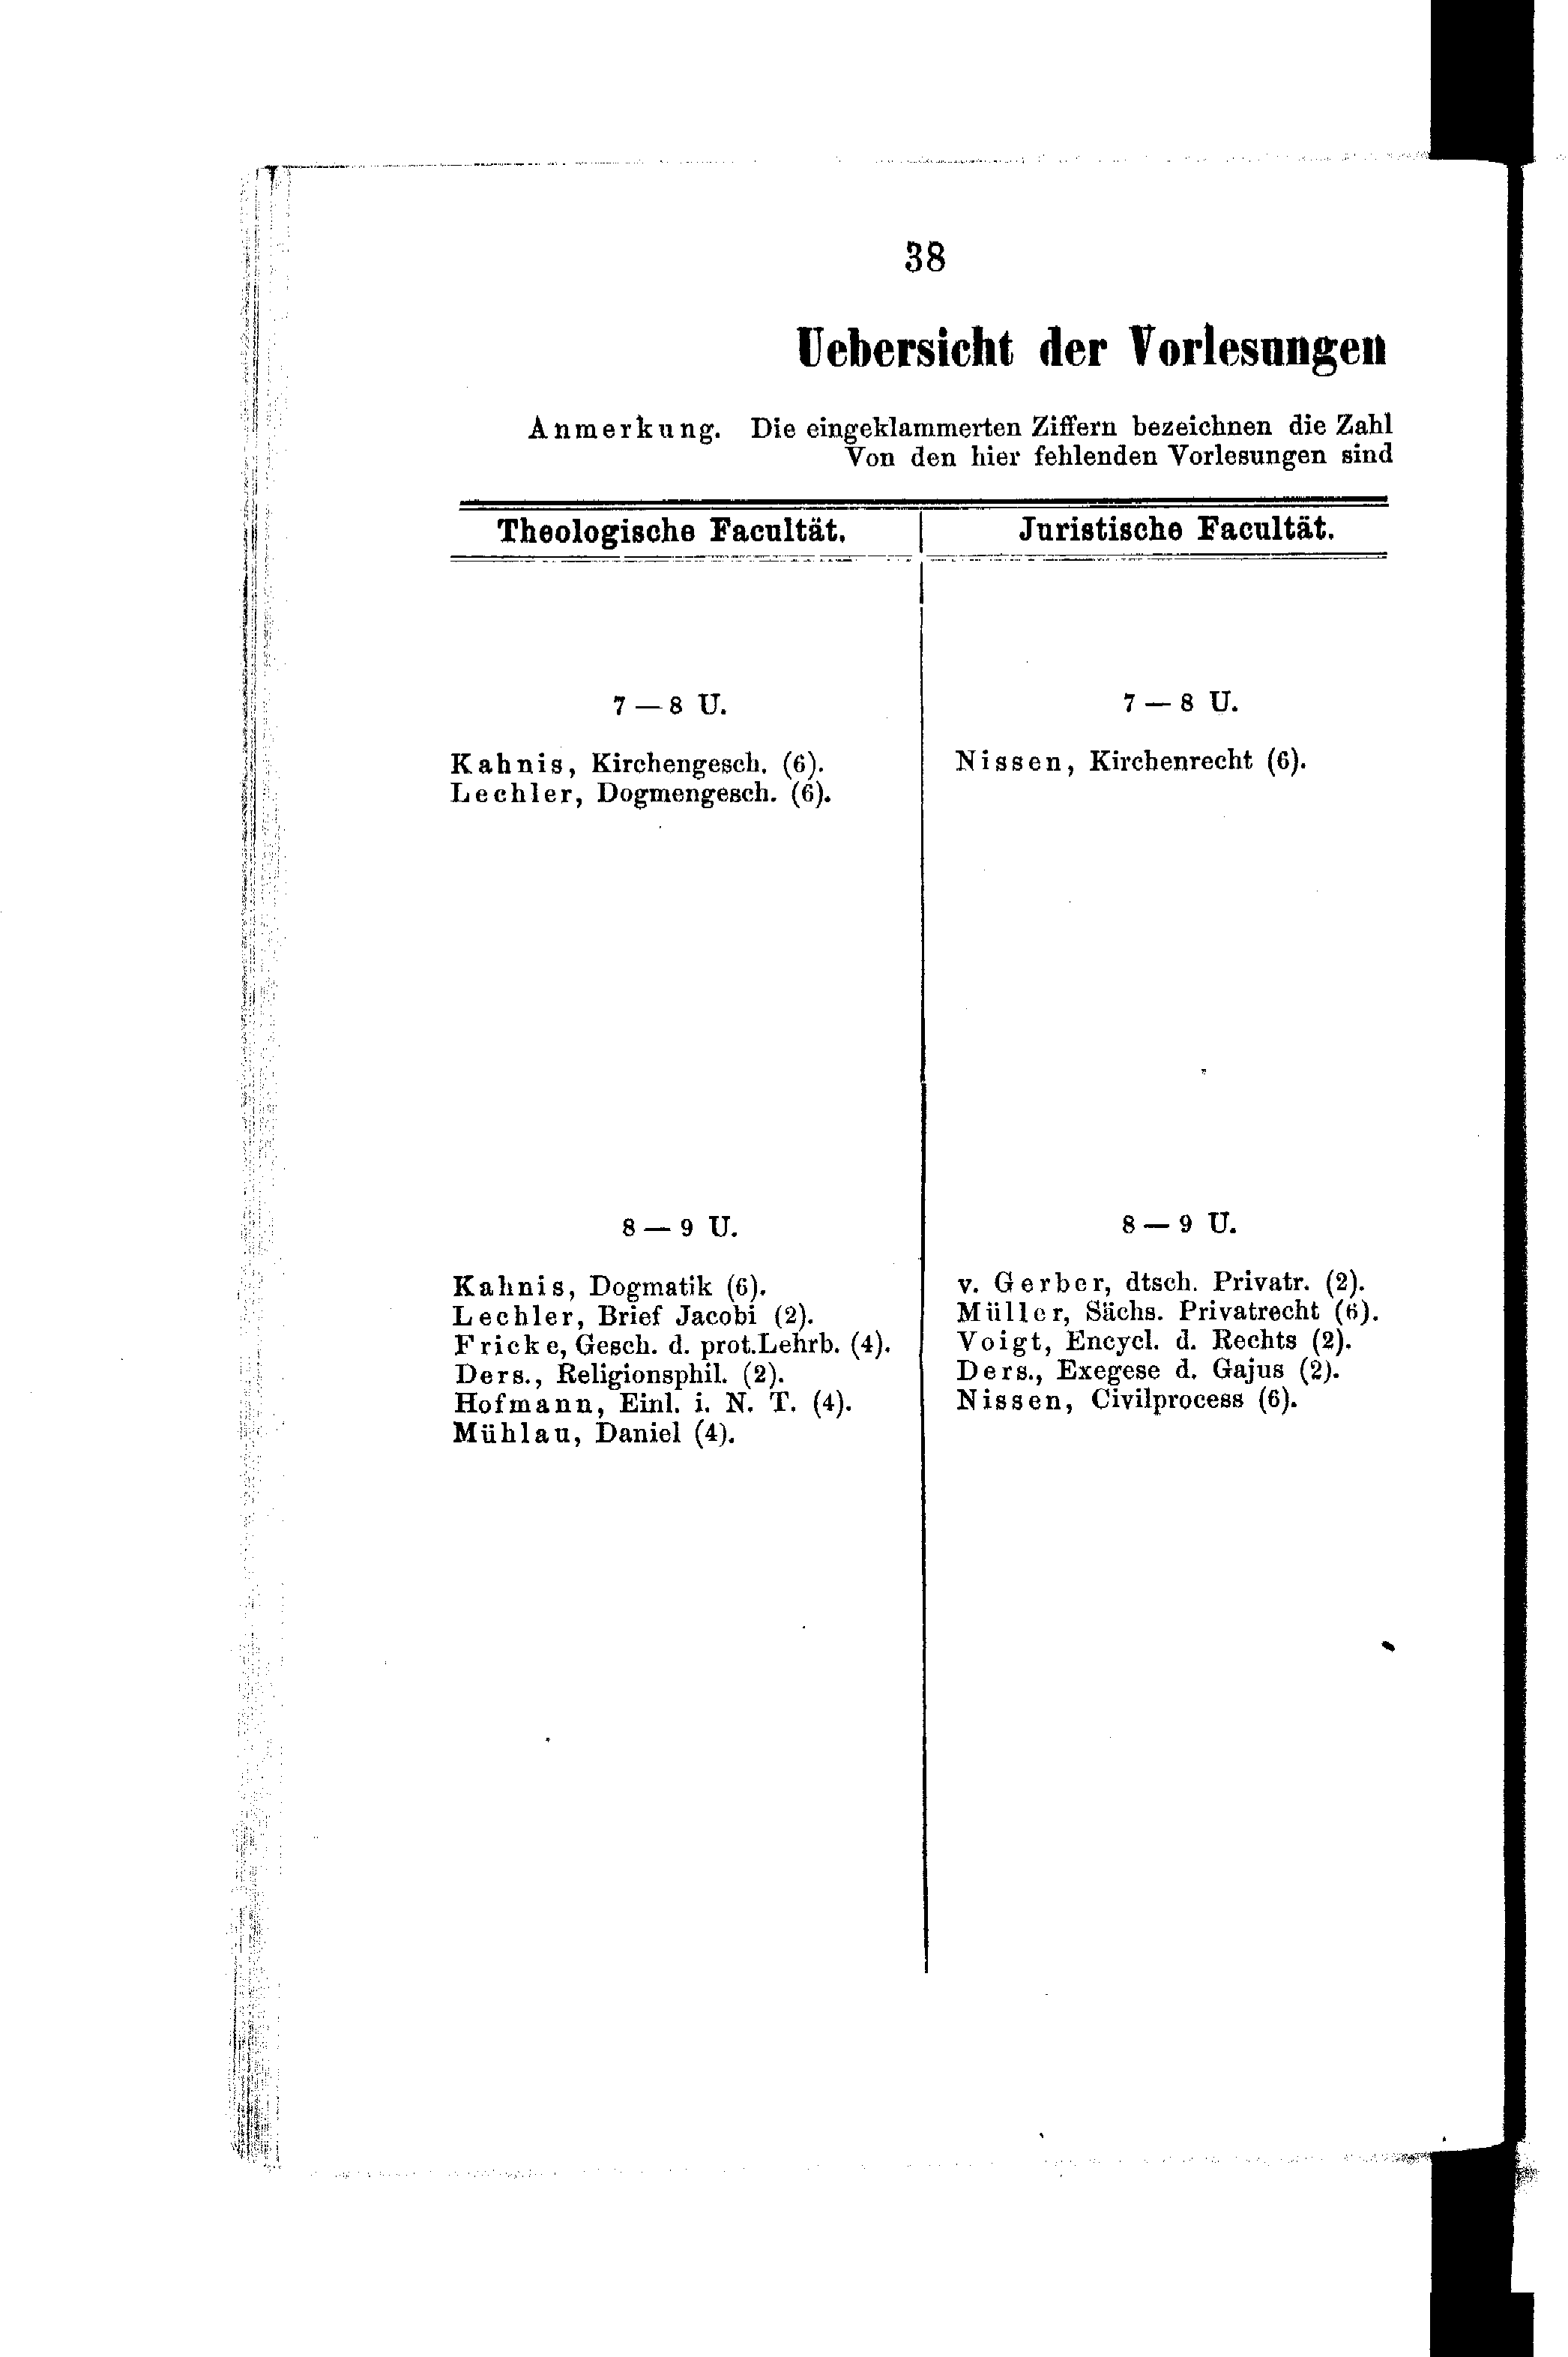 38
Uebersicht der Vorlesungen
Anmerkung. Die eingeklammerten Ziffern bezeichnen die Zahl
Von den hier fehlenden Vorlesungen sind
Theologische Facultät.
7 — 8 U.
Kahnis, Kirchengesch. (6).
Lechler, Dogmengesch. (6).
8 — 9 U.
Kahnis, Dogmatik (6).
Lechler, Brief Jacobi (2).
Fricke, Gesch. d. prot.Lehrb. (4).
Ders., Religionsphil. (2).
Hofmann, Einl. i. N. T. (4).
Mühlau, Daniel (4).
Juristische Facultät.
7 — 8 U.
Nissen, Kirchenrecht (6).
8 — 9 U.
v. Gerber, dtsch. Privatr. (2).
Müller, Sächs. Privatrecht (6).
Voigt, Encycl. d. Rechts (2).
Ders., Exegese d. Gajus (2).
Nissen, Civilprocess (6).